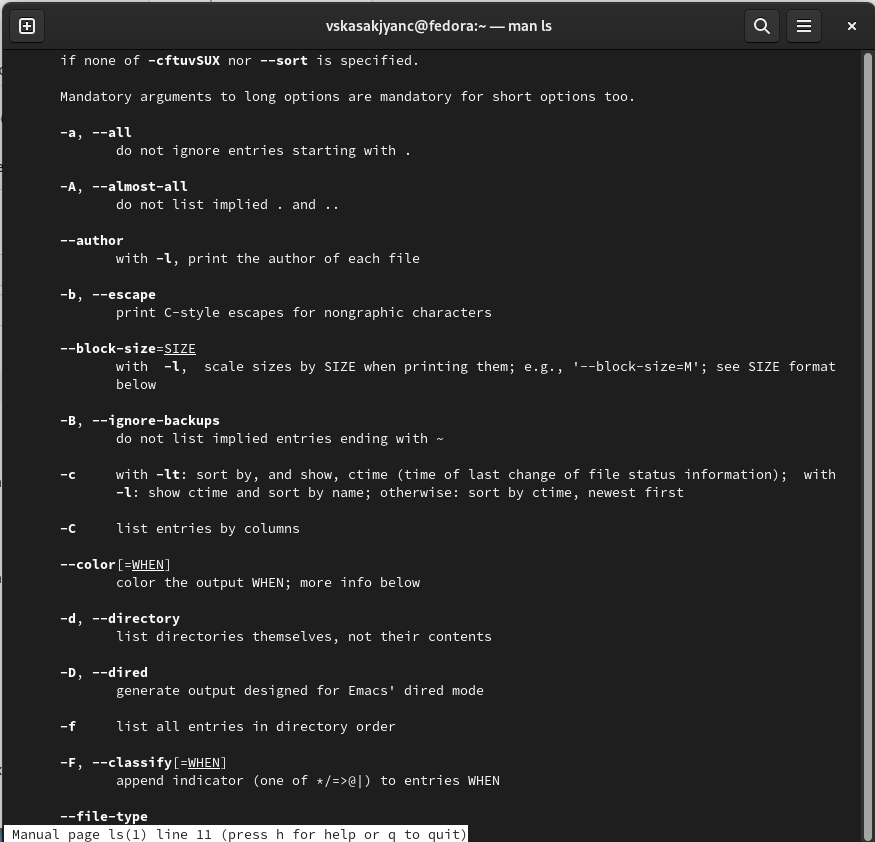 vskasakjyanc@fedora:~ — man ls
if none of -cftuvSUX nor --sort is specified.
Mandatory arguments to long options are mandatory for short options too.
-a, --all
do not ignore entries starting with .
-A, --almost-all
do not list implied . and ..
--author
with -l, print the author of each file
-b, --escape
print C-style escapes for nongraphic characters
--block-size=SIZE
with  -l,  scale sizes by SIZE when printing them; e.g., '--block-size=M'; see SIZE format
below
-B, --ignore-backups
do not list implied entries ending with ~
-c     with -lt: sort by, and show, ctime (time of last change of file status information);  with
-l: show ctime and sort by name; otherwise: sort by ctime, newest first
-C     list entries by columns
--color[=WHEN]
color the output WHEN; more info below
-d, --directory
list directories themselves, not their contents
-D, --dired
generate output designed for Emacs' dired mode
-f     list all entries in directory order
-F, --classify[=WHEN]
append indicator (one of */=>@|) to entries WHEN
--file-type
Manual page ls(1) line 11 (press h for help or q to quit)